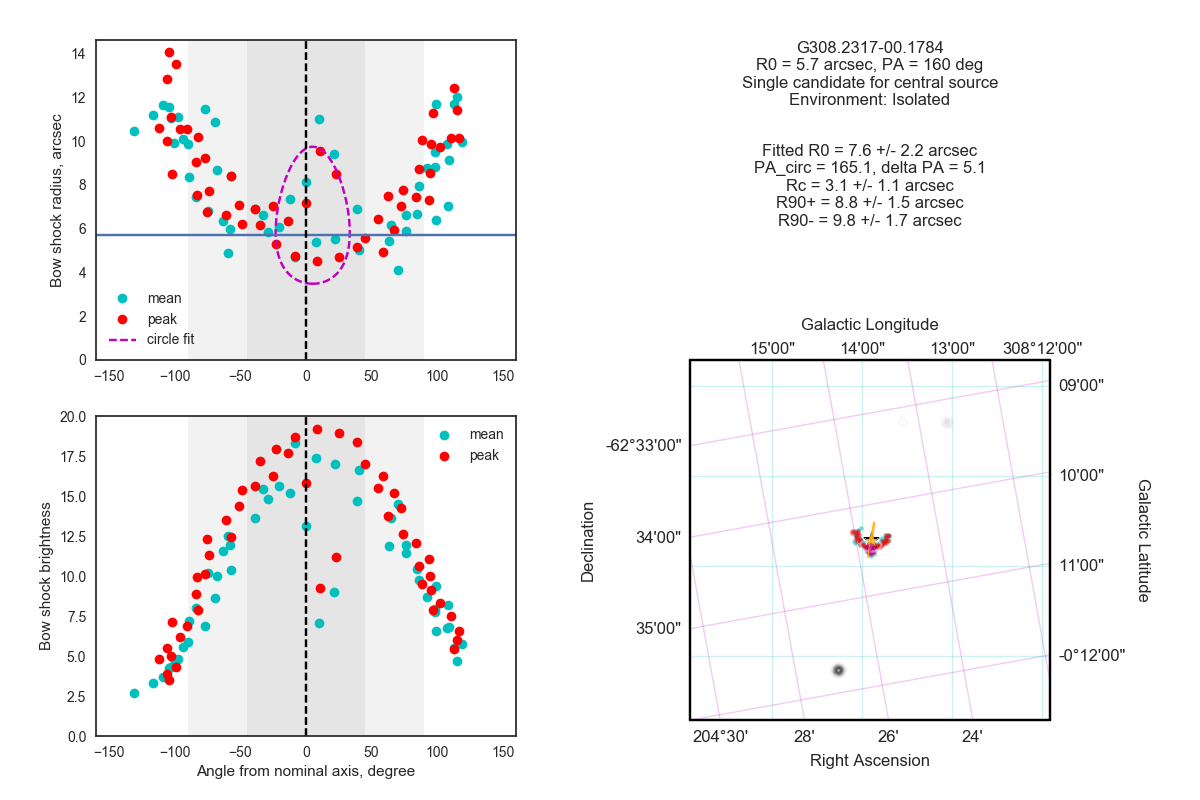 G308.2317-00.1784
R0 = 5.7 arcsec, PA = 160 deg
Single candidate for central source
Environment: Isolated
Fitted R0 = 7.6 +/- 2.2 arcsec
PA_circ = 165.1, delta PA = 5.1
Rc = 3.1 +/- 1.1 arcsec
R90+ = 8.8 +/- 1.5 arcsec
R90- = 9.8 +/- 1.7 arcsec
Bow shock radius, arcsec
14
12
10
8
6
4
2
0
mean
peak
circle fit
−150
−100
−50
0
50
100
150
Bow shock brightness
20.0
17.5
15.0
12.5
10.0
7.5
5.0
2.5
0.0
mean
peak
−150
−100
−50
0
50
100
150
Angle from nominal axis, degree
Galactic Longitude
15'00"
14'00"
13'00"
308°12'00"
09'00"
10'00"
11'00"
-0°12'00"
Galactic Latitude
-62°33'00"
34'00"
35'00"
Declination
204°30'
28'
26'
24'
Right Ascension